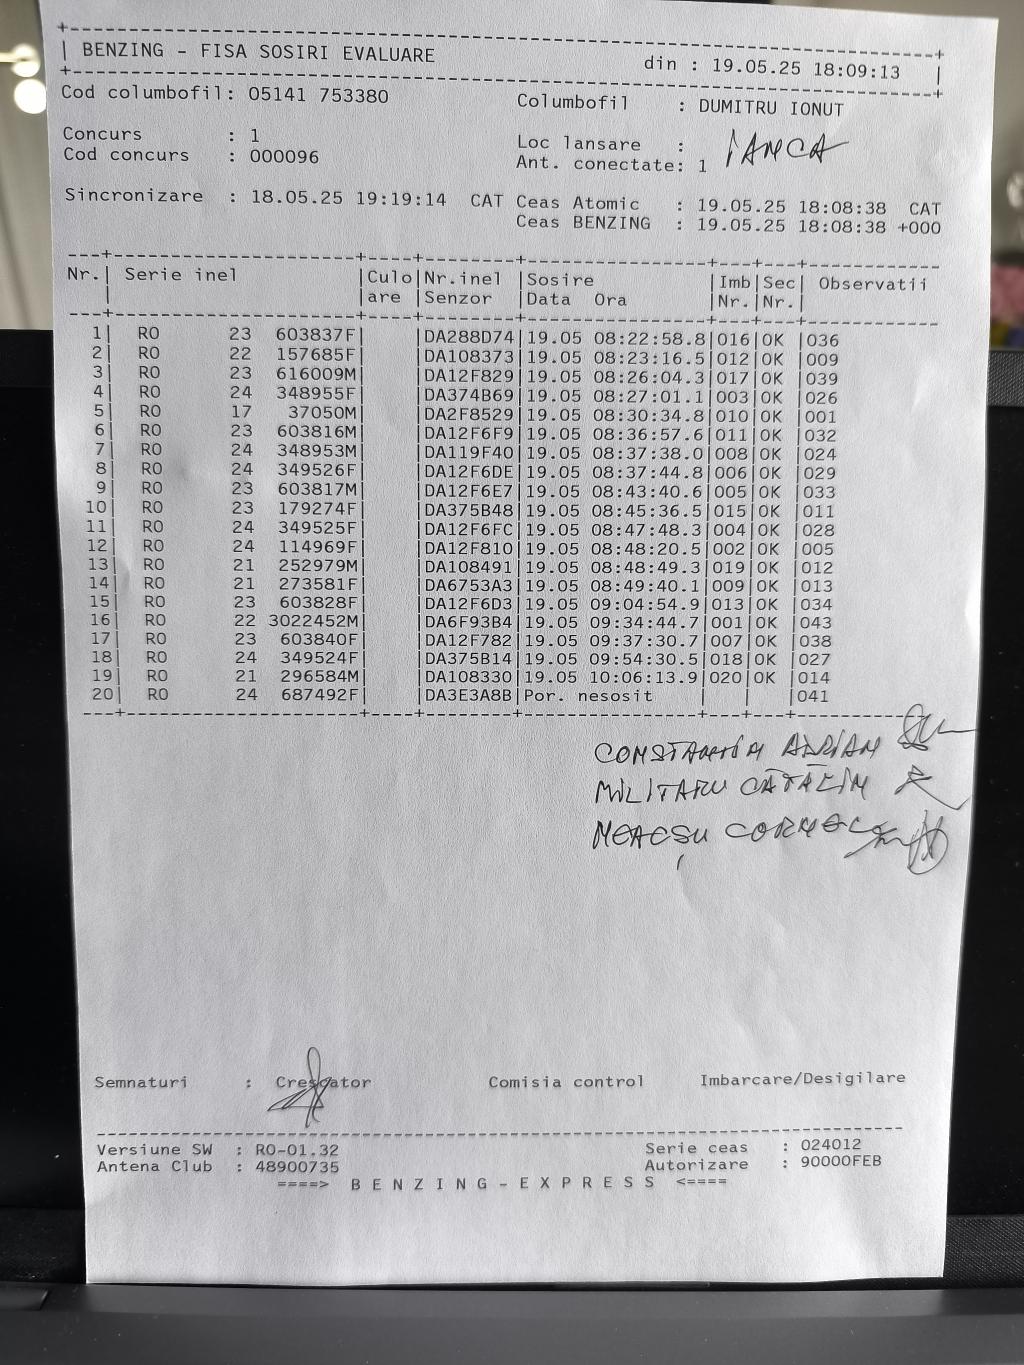 BENZING - FISA SOSIRI EVALUARE din : 19.05.25 18:09:13
Cod columbofil: 05141 753380 Columbofil : DUMITRU IONUT
Concurs : 1 Loc lansare : IANCA
Cod concurs : 000096 Ant. conectate: 1
Sincronizare : 18.05.25 19:19:14 CAT Ceas Atomic : 19.05.25 18:08:38 CAT
Ceas BENZING : 19.05.25 18:08:38 +000
Nr.| Serie inel |Culo|Nr.inel |Sosire |Imb|Sec| Observatii
| |are |Senzor |Data Ora |Nr.|Nr.|
1| RO 23 603837F| |DA288D74|19.05 08:22:58.8|016|OK |036
2| RO 22 157685F| |DA108373|19.05 08:23:16.5|012|OK |009
3| RO 23 616009M| |DA12F829|19.05 08:26:04.3|017|OK |039
4| RO 24 348955F| |DA374B69|19.05 08:27:01.1|003|OK |026
5| RO 17 37050M| |DA2F8529|19.05 08:30:34.8|010|OK |001
6| RO 23 603816M| |DA12F6F9|19.05 08:36:57.6|011|OK |032
7| RO 24 348953M| |DA119F40|19.05 08:37:38.0|008|OK |024
8| RO 24 349526F| |DA12F6DE|19.05 08:37:44.8|006|OK |029
9| RO 23 603817M| |DA12F6E7|19.05 08:43:40.6|005|OK |033
10| RO 23 179274F| |DA375B48|19.05 08:45:36.5|015|OK |011
11| RO 24 349525F| |DA12F6FC|19.05 08:47:48.3|004|OK |028
12| RO 24 114969F| |DA12F810|19.05 08:48:20.5|002|OK |005
13| RO 21 252979M| |DA108491|19.05 08:48:49.3|019|OK |012
14| RO 21 273581F| |DA6753A3|19.05 08:49:40.1|009|OK |013
15| RO 23 603828F| |DA12F6D3|19.05 09:04:54.9|013|OK |034
16| RO 22 3022452M| |DA6F93B4|19.05 09:34:44.7|001|OK |043
17| RO 23 603840F| |DA12F782|19.05 09:37:30.7|007|OK |038
18| RO 24 349524F| |DA375B14|19.05 09:54:30.5|018|OK |027
19| RO 21 296584M| |DA108330|19.05 10:06:13.9|020|OK |014
20| RO 24 687492F| |DA3E3A8B|Por. nesosit | | |041
CONSTANTIN ADRIAN
MILITARU CĂTĂLIN
NEACȘU CORNEL
Semnaturi : Crescator Comisia control Imbarcare/Desigilare
Versiune SW : RO-01.32 Serie ceas : 024012
Antena Club : 48900735 Autorizare : 90000FEB
====> B E N Z I N G - E X P R E S S <====